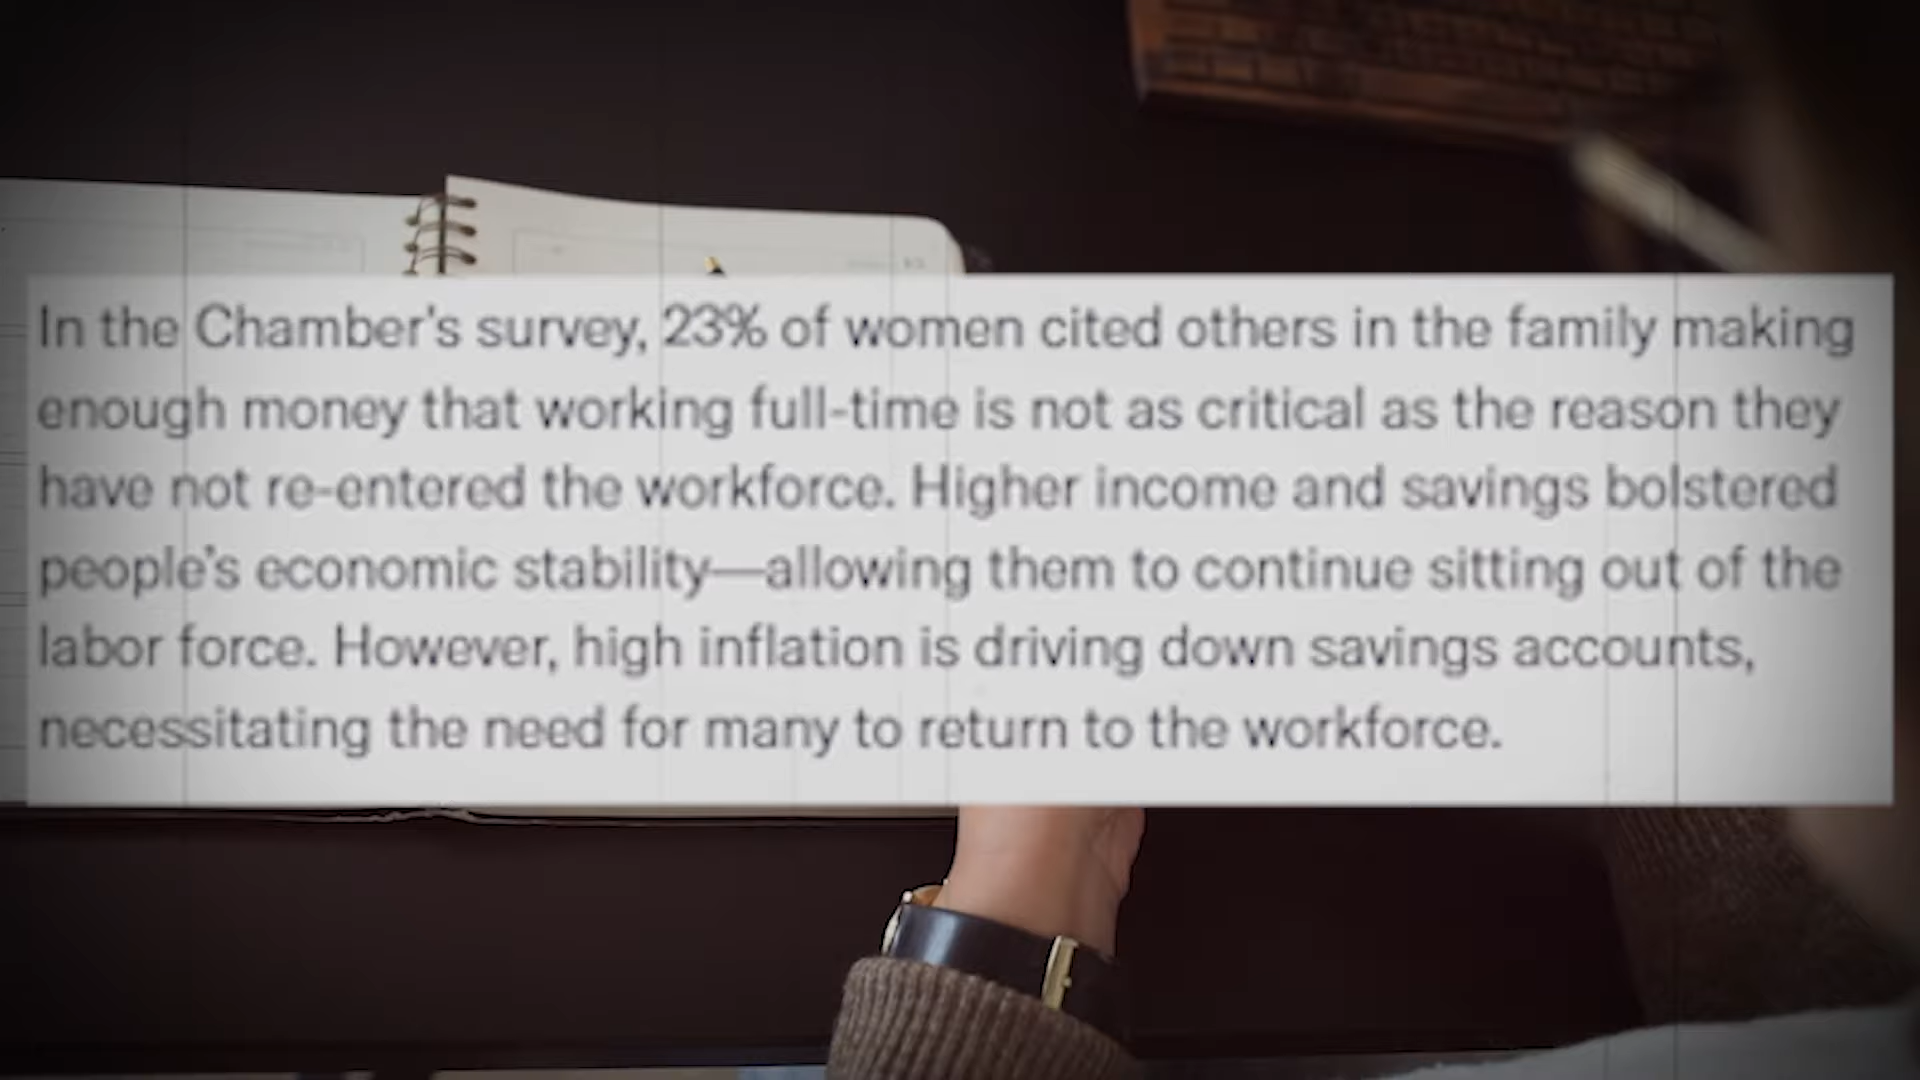 In the Chamber's survey, 23% of women cited others in the family making
enough money that working full-time is not as critical as the reason they
have not re-entered the workforce. Higher income and savings bolstered
people's economic stability—allowing them to continue sitting out of the
labor force. However, high inflation is driving down savings accounts,
necessitating the need for many to return to the workforce.